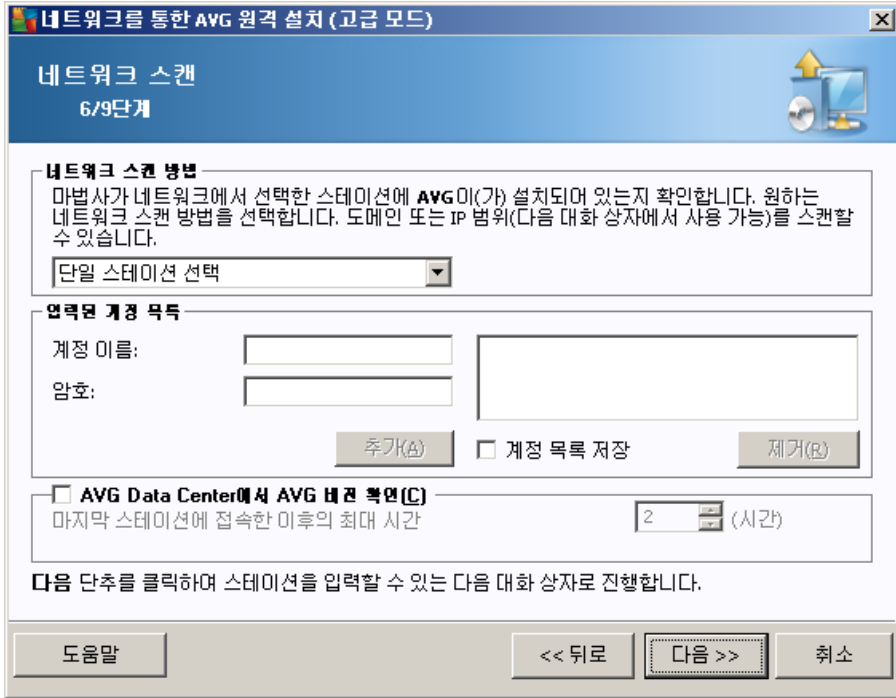 네트워크를 통한 AVG 원격 설치 (고급 모드)
네트워크 스캔
6/9단계
네트워크 스캔 방법
마법사가 네트워크에서 선택한 스테이션에 AVG이(가) 설치되어 있는지 확인합니다. 원하는
네트워크 스캔 방법을 선택합니다. 도메인 또는 IP 범위(다음 대화 상자에서 사용 가능)를 스캔할
수 있습니다.
단일 스테이션 선택
입력된 계정 목록
계정 이름:
암호:
추가(A)
계정 목록 저장
제거(R)
AVG Data Center에서 AVG 버전 확인(C)
마지막 스테이션에 접속한 이후의 최대 시간
2
(시간)
다음 단추를 클릭하여 스테이션을 입력할 수 있는 다음 대화 상자로 진행합니다.
도움말
<< 뒤로
다음 >>
취소